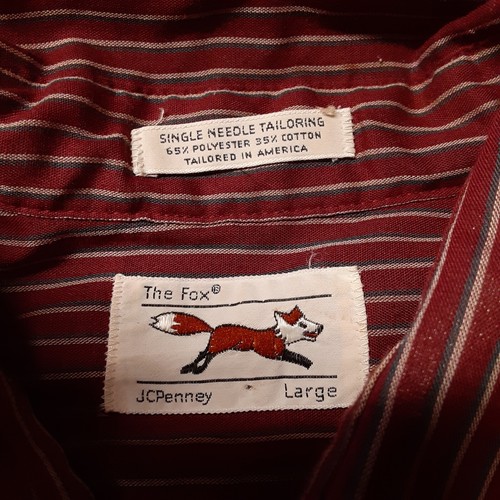 SINGLE NEEDLE TAILORING
65% POLYESTER 35% COTTON
TAILORED IN AMERICA
The Fox®
JCPenney Large